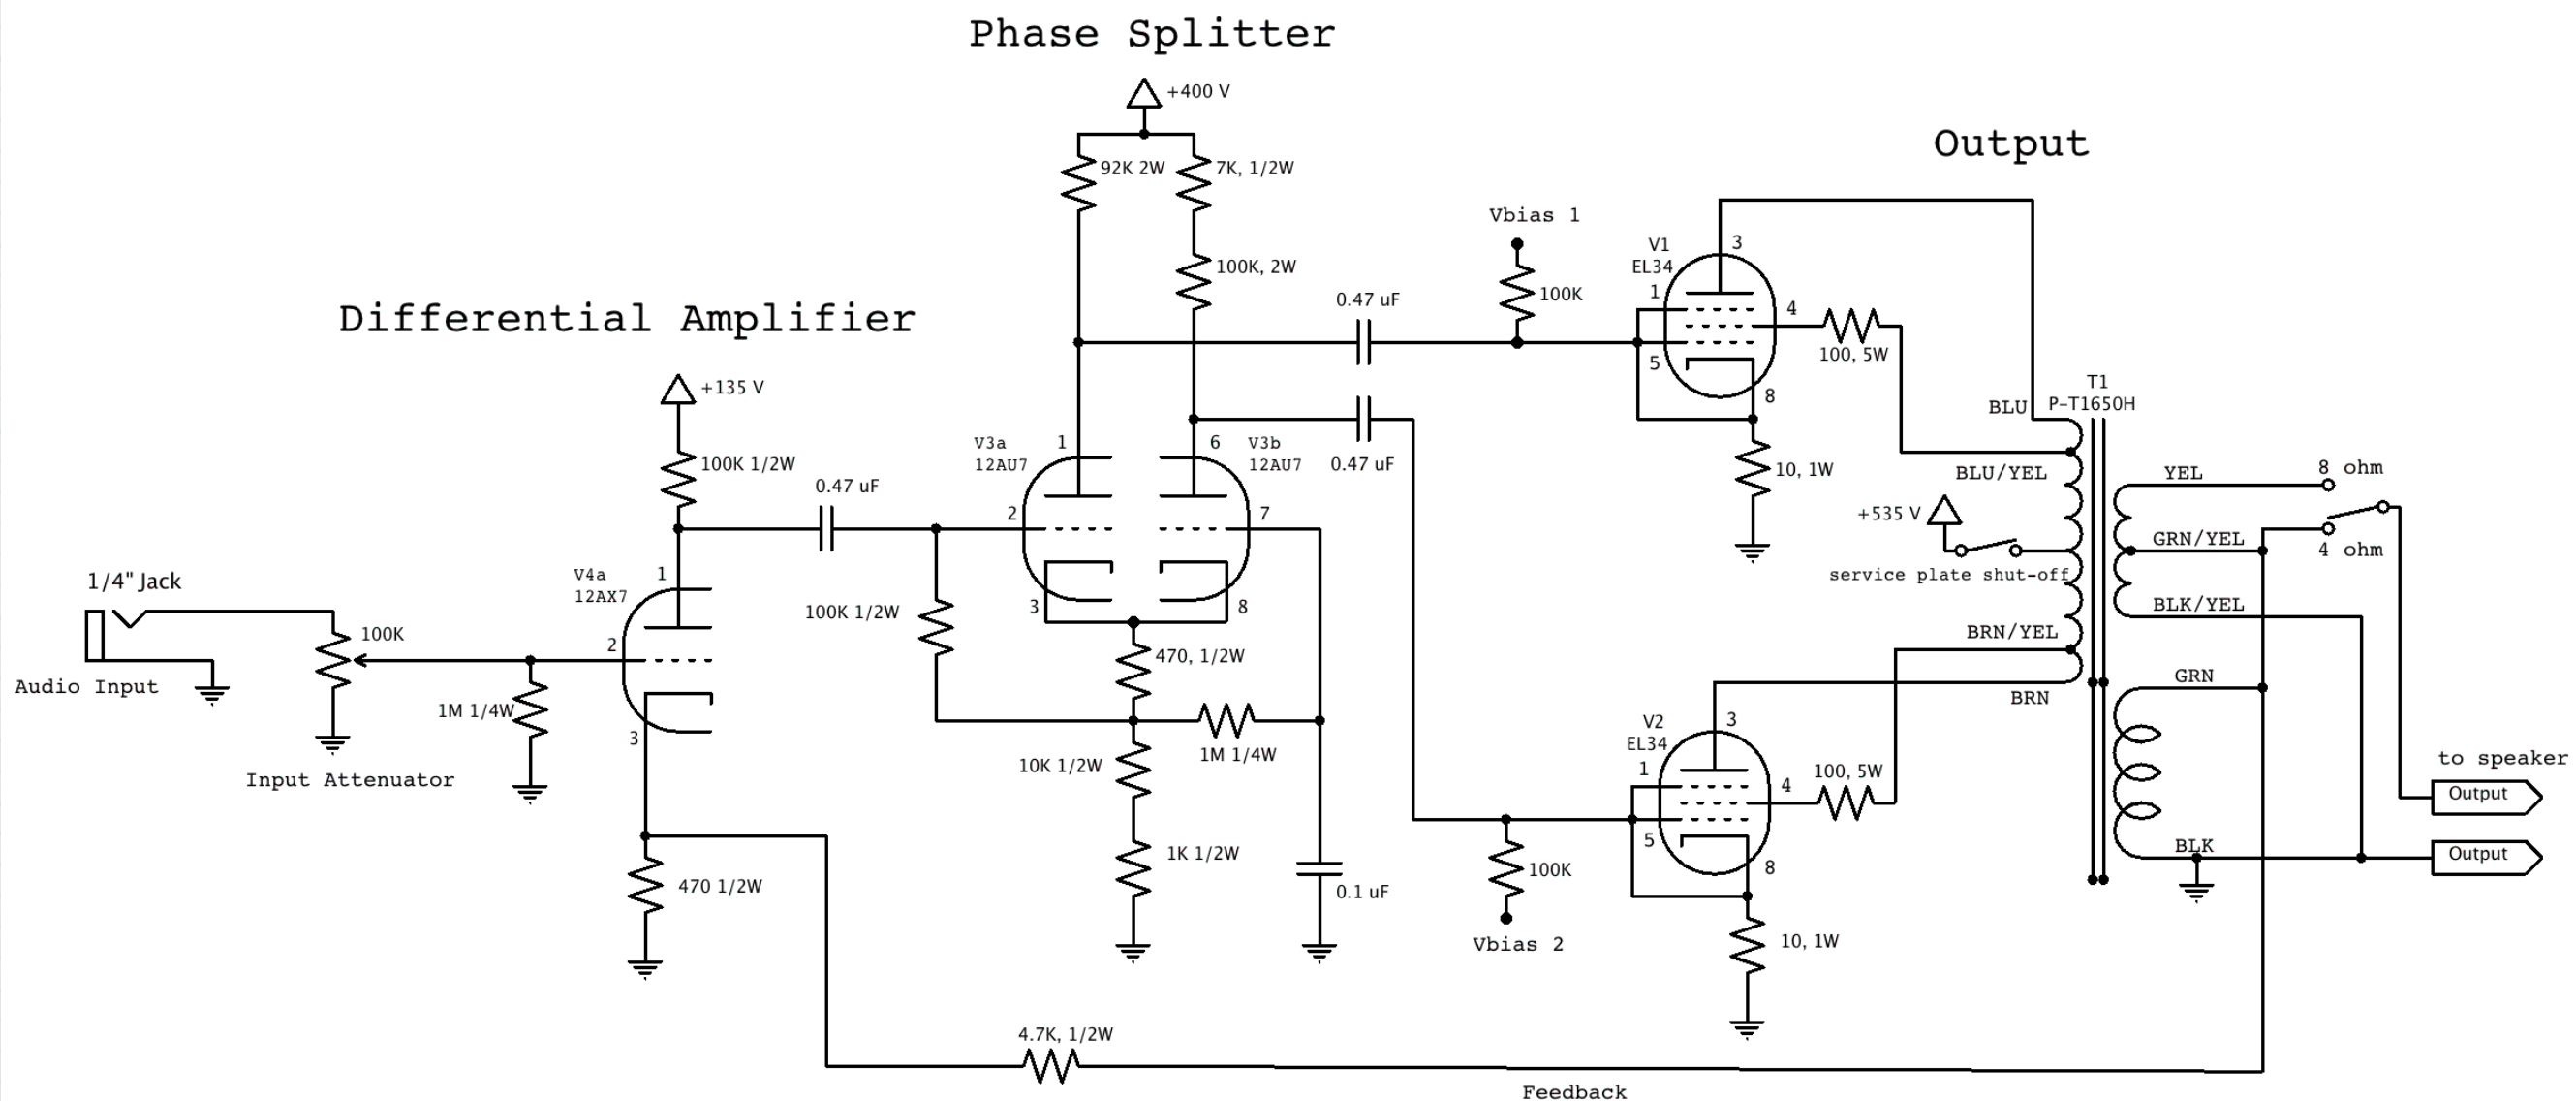 Phase Splitter
+400 V
92K 2W
7K, 1/2W
100K, 2W
Output
Vbias 1
100K
0.47 uF
0.47 uF
V1
EL34
3
1
4
5
8
100, 5W
10, 1W
Differential Amplifier
+135 V
100K 1/2W
0.47 uF
V3a
12AU7
1
6
V3b
12AU7
2
7
3
8
100K 1/2W
470, 1/2W
10K 1/2W
1M 1/4W
1K 1/2W
0.1 uF
1/4" Jack
Audio Input
100K
Input Attenuator
1M 1/4W
V4a
12AX7
1
2
3
470 1/2W
4.7K, 1/2W
Feedback
T1
P-T1650H
BLU
BLU/YEL
+535 V
service plate shut-off
BRN/YEL
BRN
YEL
GRN/YEL
BLK/YEL
GRN
BLK
8 ohm
4 ohm
to speaker
Output
Output
V2
EL34
3
1
4
5
8
100, 5W
100K
Vbias 2
10, 1W